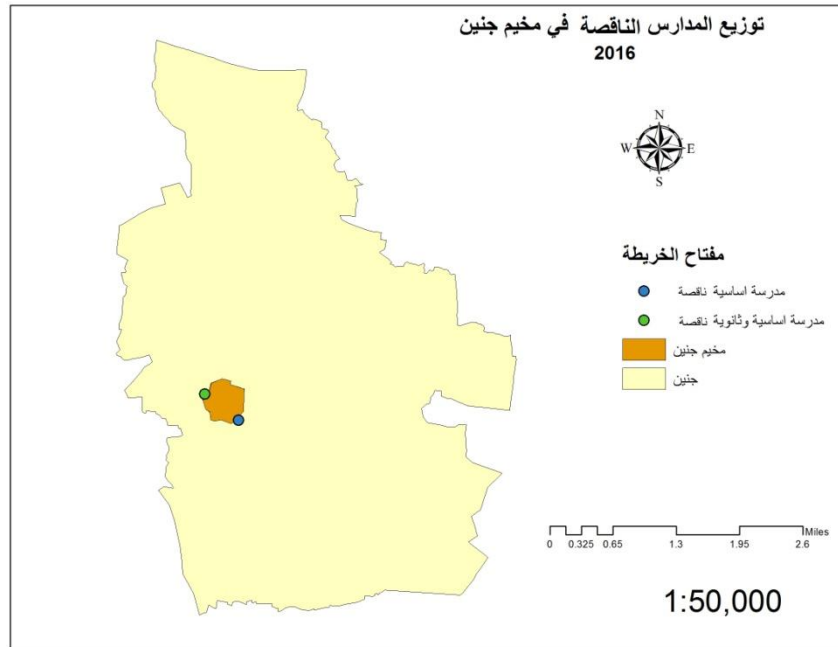 توزيع المدارس الناقصة في مخيم جنين
2016
N
W E
S
مفتاح الخريطة
مدرسة اساسية ناقصة
مدرسة اساسية وثانوية ناقصة
مخيم جنين
جنين
Miles
0 0.325 0.65 1.3 1.95 2.6
1:50,000